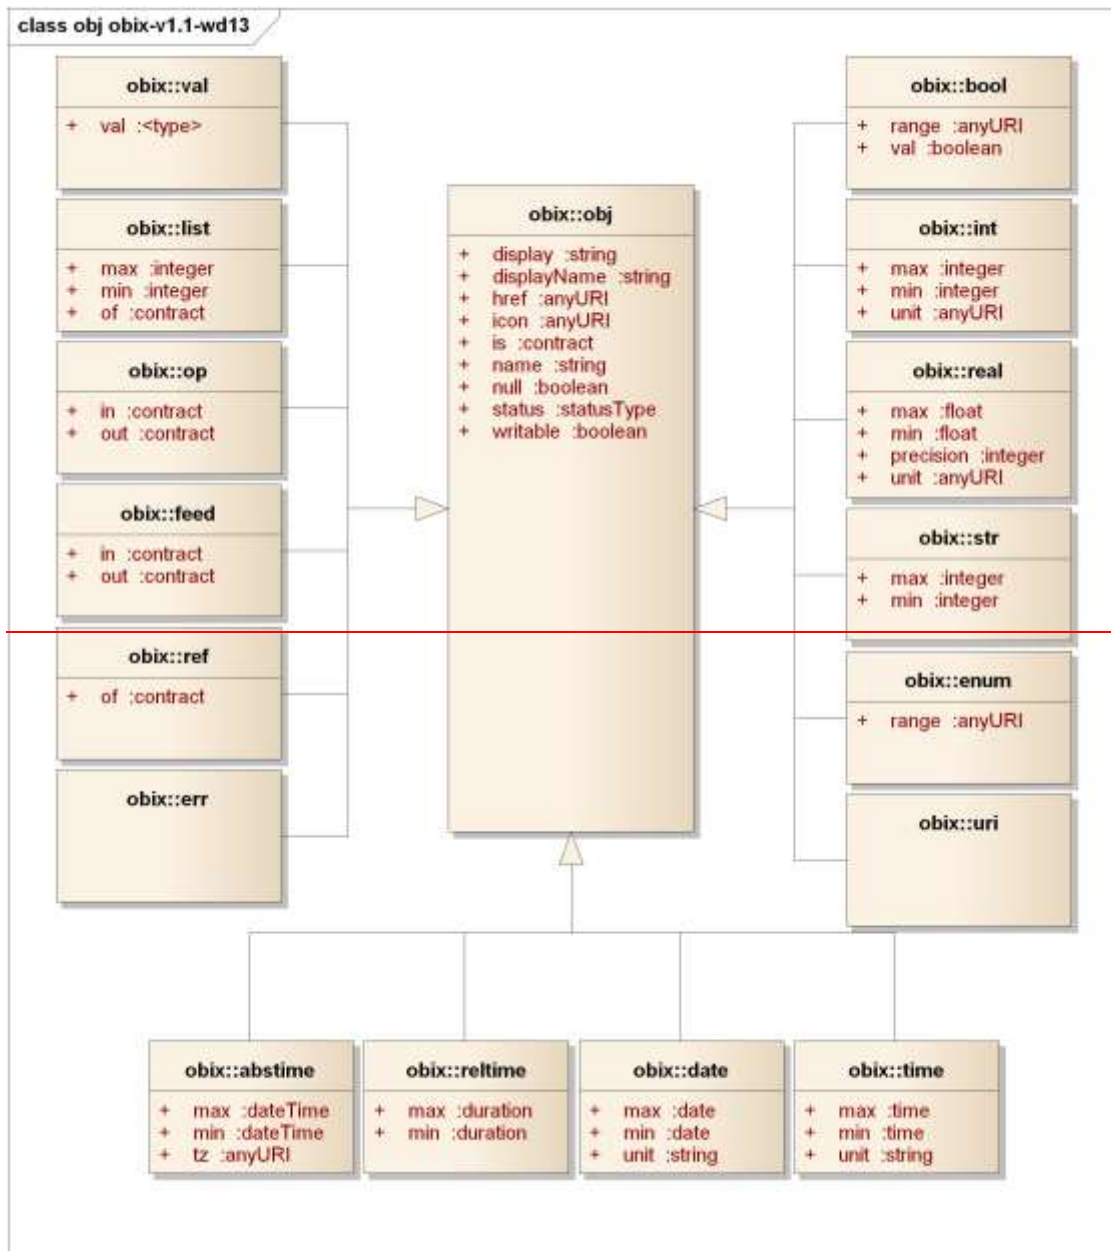 class obj obix-v1.1-wd13
obix::val
+ val :<type>
obix::list
+ max :integer
+ min :integer
+ of :contract
obix::op
+ in :contract
+ out :contract
obix::feed
+ in :contract
+ out :contract
obix::ref
+ of :contract
obix::err
obix::obj
+ display :string
+ displayName :string
+ href :anyURI
+ icon :anyURI
+ is :contract
+ name :string
+ null :boolean
+ status :statusType
+ writable :boolean
obix::bool
+ range :anyURI
+ val :boolean
obix::int
+ max :integer
+ min :integer
+ unit :anyURI
obix::real
+ max :float
+ min :float
+ precision :integer
+ unit :anyURI
obix::str
+ max :integer
+ min :integer
obix::enum
+ range :anyURI
obix::uri
obix::abstime
+ max :dateTime
+ min :dateTime
+ tz :anyURI
obix::reltime
+ max :duration
+ min :duration
obix::date
+ max :date
+ min :date
+ unit :string
obix::time
+ max :time
+ min :time
+ unit :string